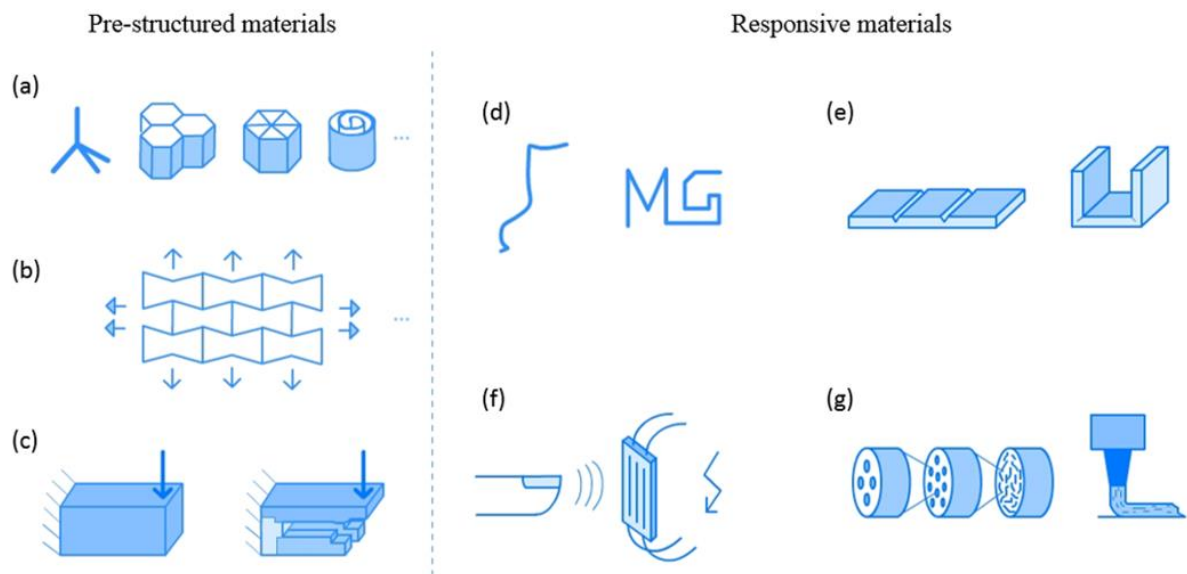 Pre-structured materials
Responsive materials
(a)
...
(b)
...
(c)
(d)
MG
(e)
(f)
(g)